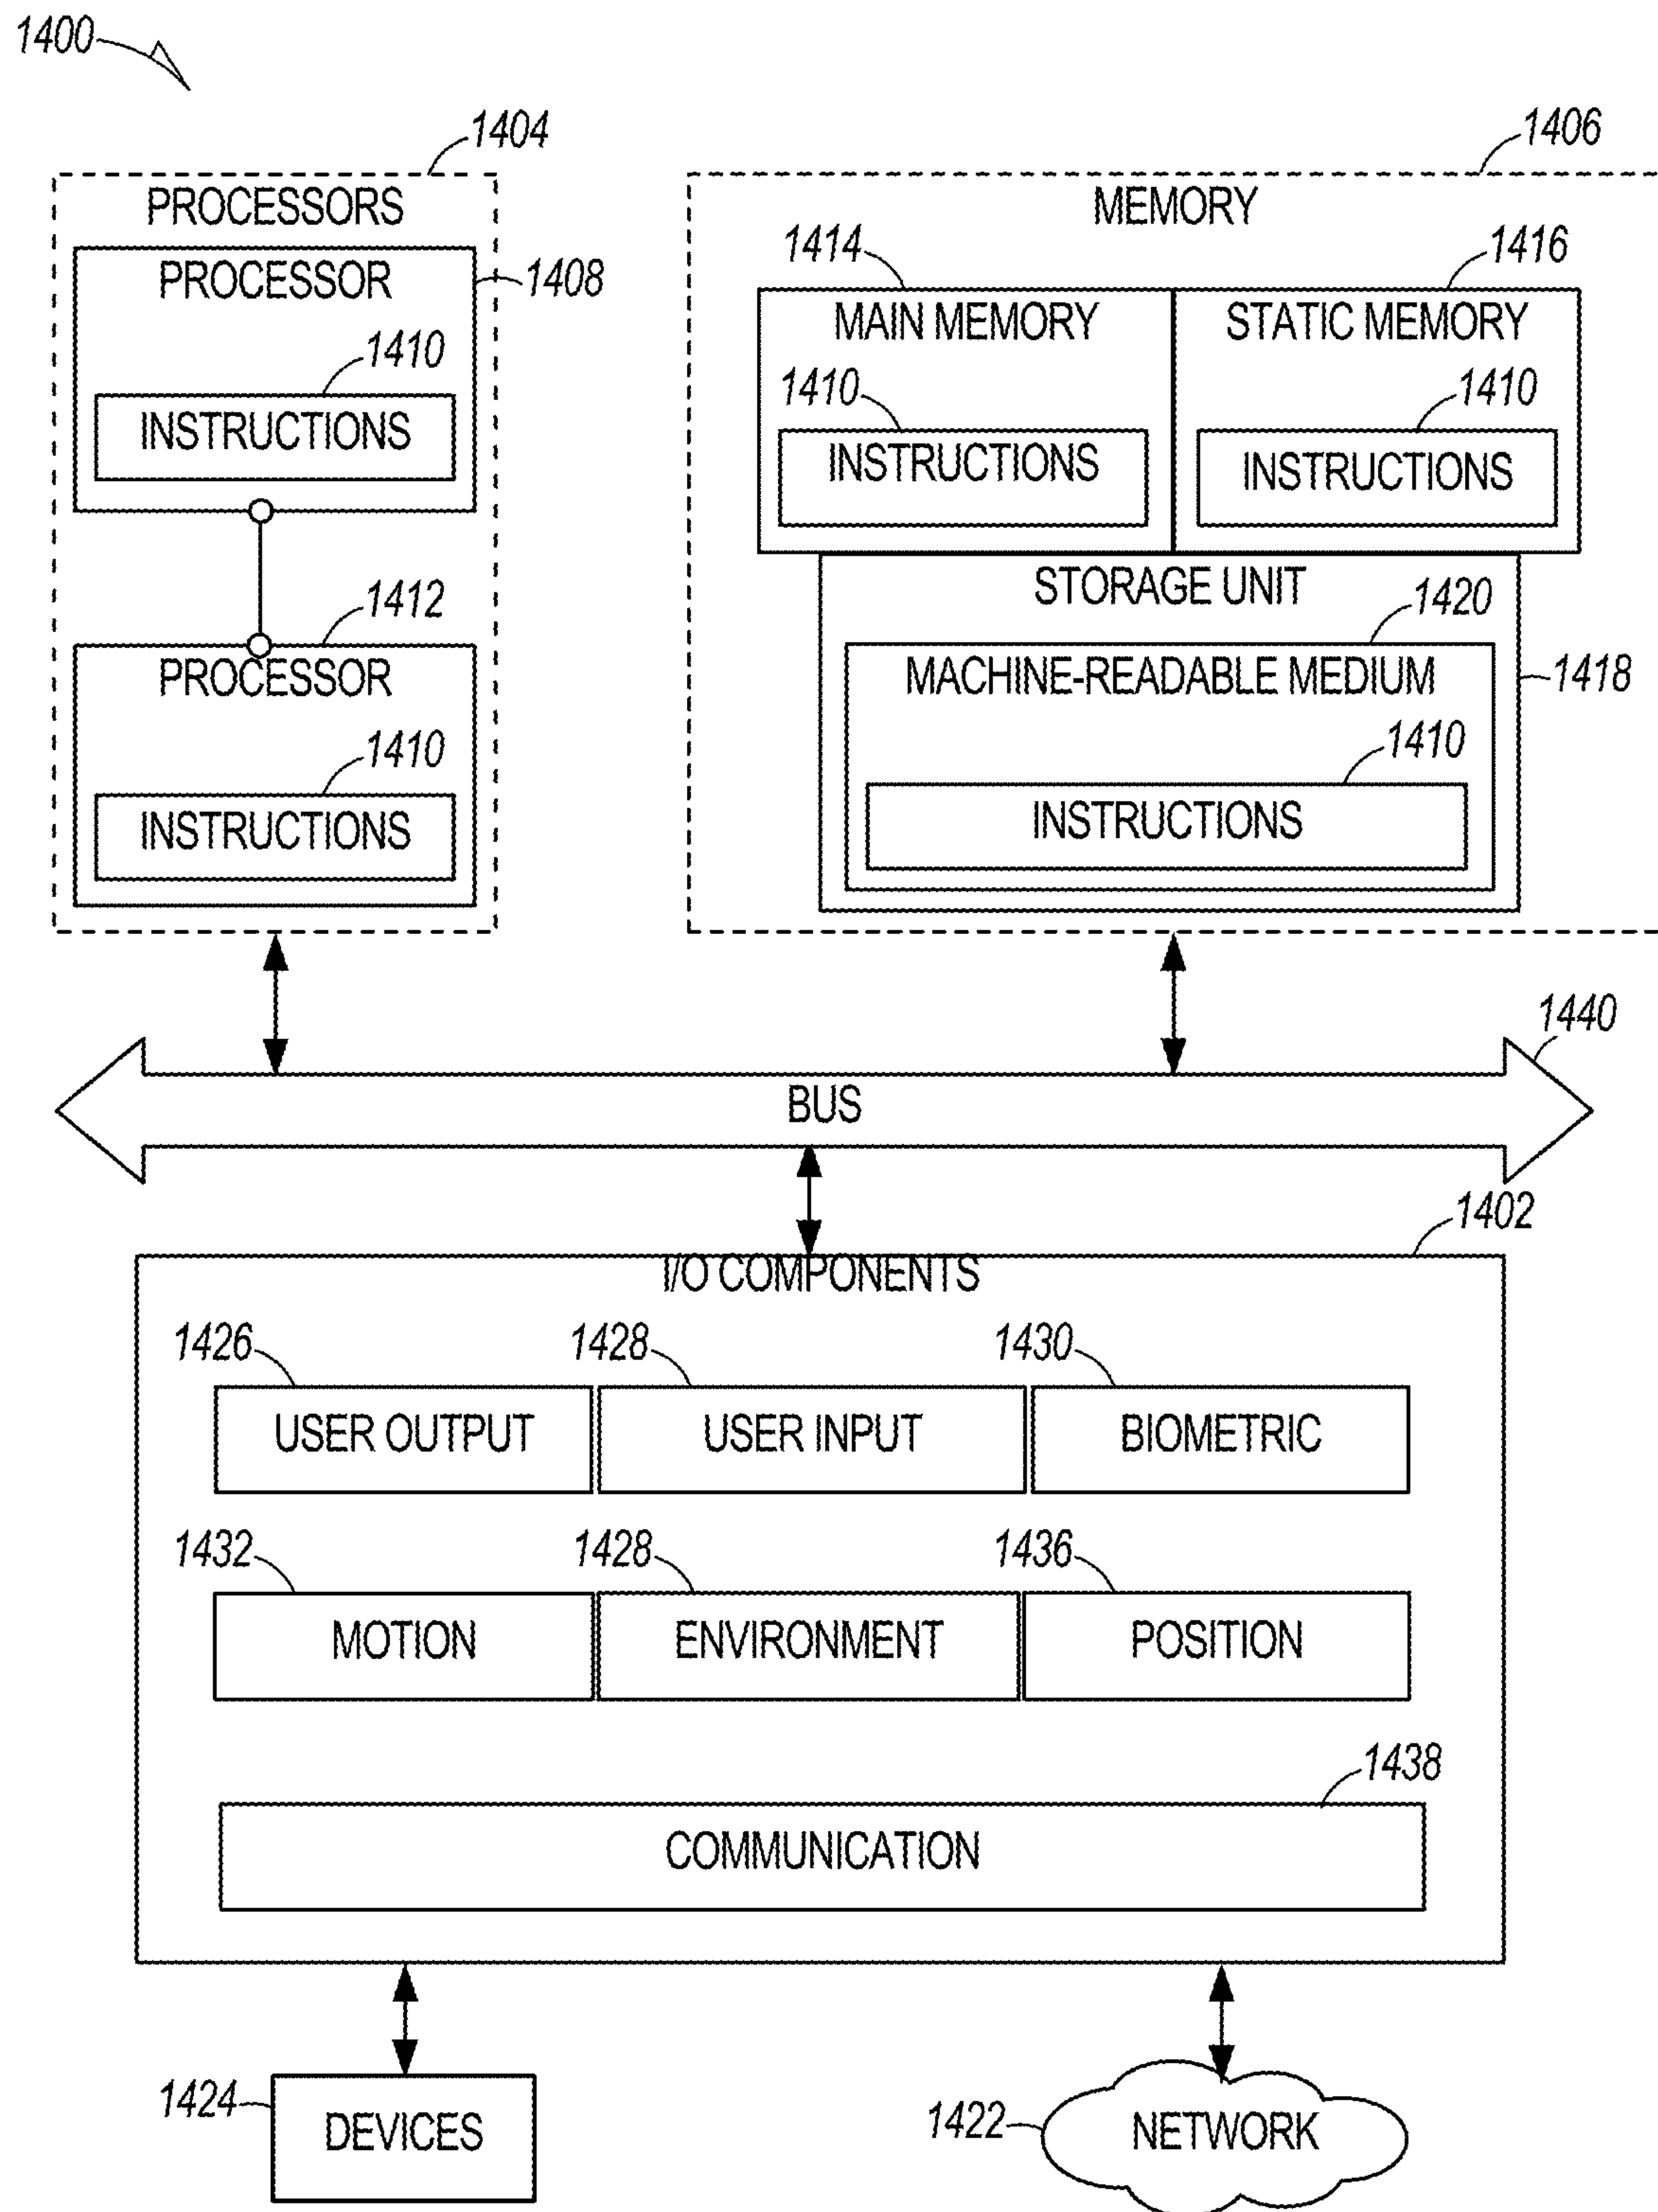 1400
1404
PROCESSORS
PROCESSOR
1408
1410
INSTRUCTIONS
1412
PROCESSOR
1410
INSTRUCTIONS
1406
MEMORY
1414
MAIN MEMORY
1410
INSTRUCTIONS
1416
STATIC MEMORY
1410
INSTRUCTIONS
STORAGE UNIT
1420
MACHINE-READABLE MEDIUM
1418
1410
INSTRUCTIONS
1440
BUS
1402
I/O COMPONENTS
1426
USER OUTPUT
1428
USER INPUT
1430
BIOMETRIC
1432
MOTION
1428
ENVIRONMENT
1436
POSITION
1438
COMMUNICATION
1424
DEVICES
1422
NETWORK